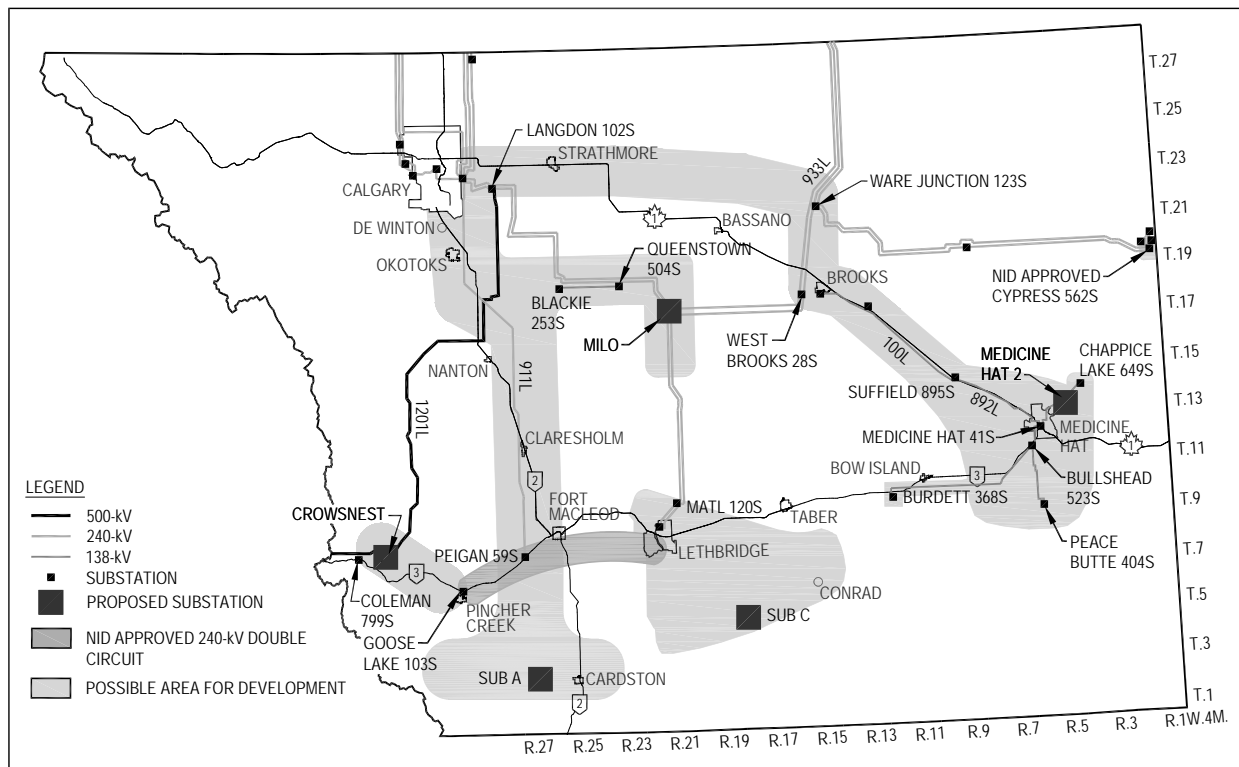 T.27
T.25
T.23
T.21
T.19
T.17
T.15
T.13
T.11
T.9
T.7
T.5
T.3
T.1
R.1W.4M.
R.27
R.25
R.23
R.21
R.19
R.17
R.15
R.13
R.11
R.9
R.7
R.5
R.3
LANGDON 102S
STRATHMORE
933L
WARE JUNCTION 123S
CALGARY
DE WINTON
OKOTOKS
1
BASSANO
QUEENSTOWN
504S
BROOKS
NID APPROVED
CYPRESS 562S
BLACKIE
253S
MILO
WEST
BROOKS 28S
100L
MEDICINE
HAT 2
CHAPPICE
LAKE 649S
SUFFIELD 895S
892L
NANTON
911L
1201L
MEDICINE HAT 41S
MEDICINE
HAT
1
CLARESHOLM
BOW ISLAND
3
BULLSHEAD
523S
2
BURDETT 368S
FORT
MACLEOD
MATL 120S
TABER
PEACE
BUTTE 404S
CROWSNEST
PEIGAN 59S
LETHBRIDGE
3
COLEMAN
799S
PINCHER
CREEK
GOOSE
LAKE 103S
CONRAD
SUB C
SUB A
CARDSTON
2
LEGEND
500-kV
240-kV
138-kV
SUBSTATION
PROPOSED SUBSTATION
NID APPROVED 240-kV DOUBLE
CIRCUIT
POSSIBLE AREA FOR DEVELOPMENT